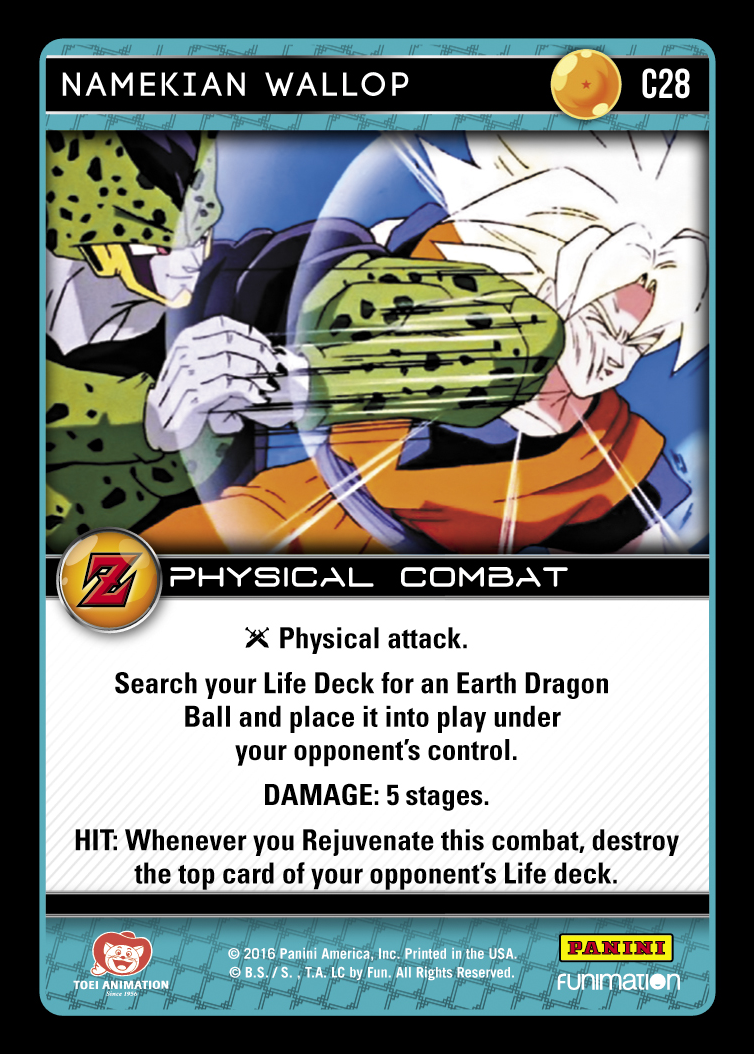 NAMEKIAN WALLOP
C28
Z
PHYSICAL COMBAT
Physical attack.
Search your Life Deck for an Earth Dragon
Ball and place it into play under
your opponent's control.
DAMAGE: 5 stages.
HIT: Whenever you Rejuvenate this combat, destroy
the top card of your opponent's Life deck.
TOEI ANIMATION
Since 1956
© 2016 Panini America, Inc. Printed in the USA.
© B.S. / S. , T.A. LC by Fun. All Rights Reserved.
PANINI
FUNIMATION